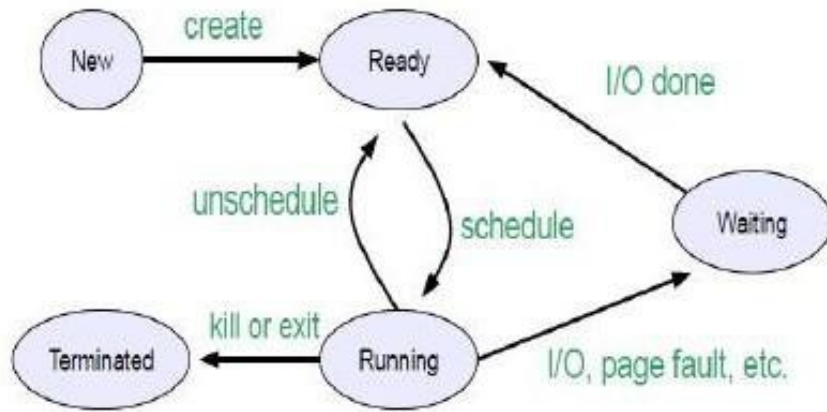 create
New
Ready
I/O done
unschedule
schedule
Waiting
kill or exit
Terminated
Running
I/O, page fault, etc.